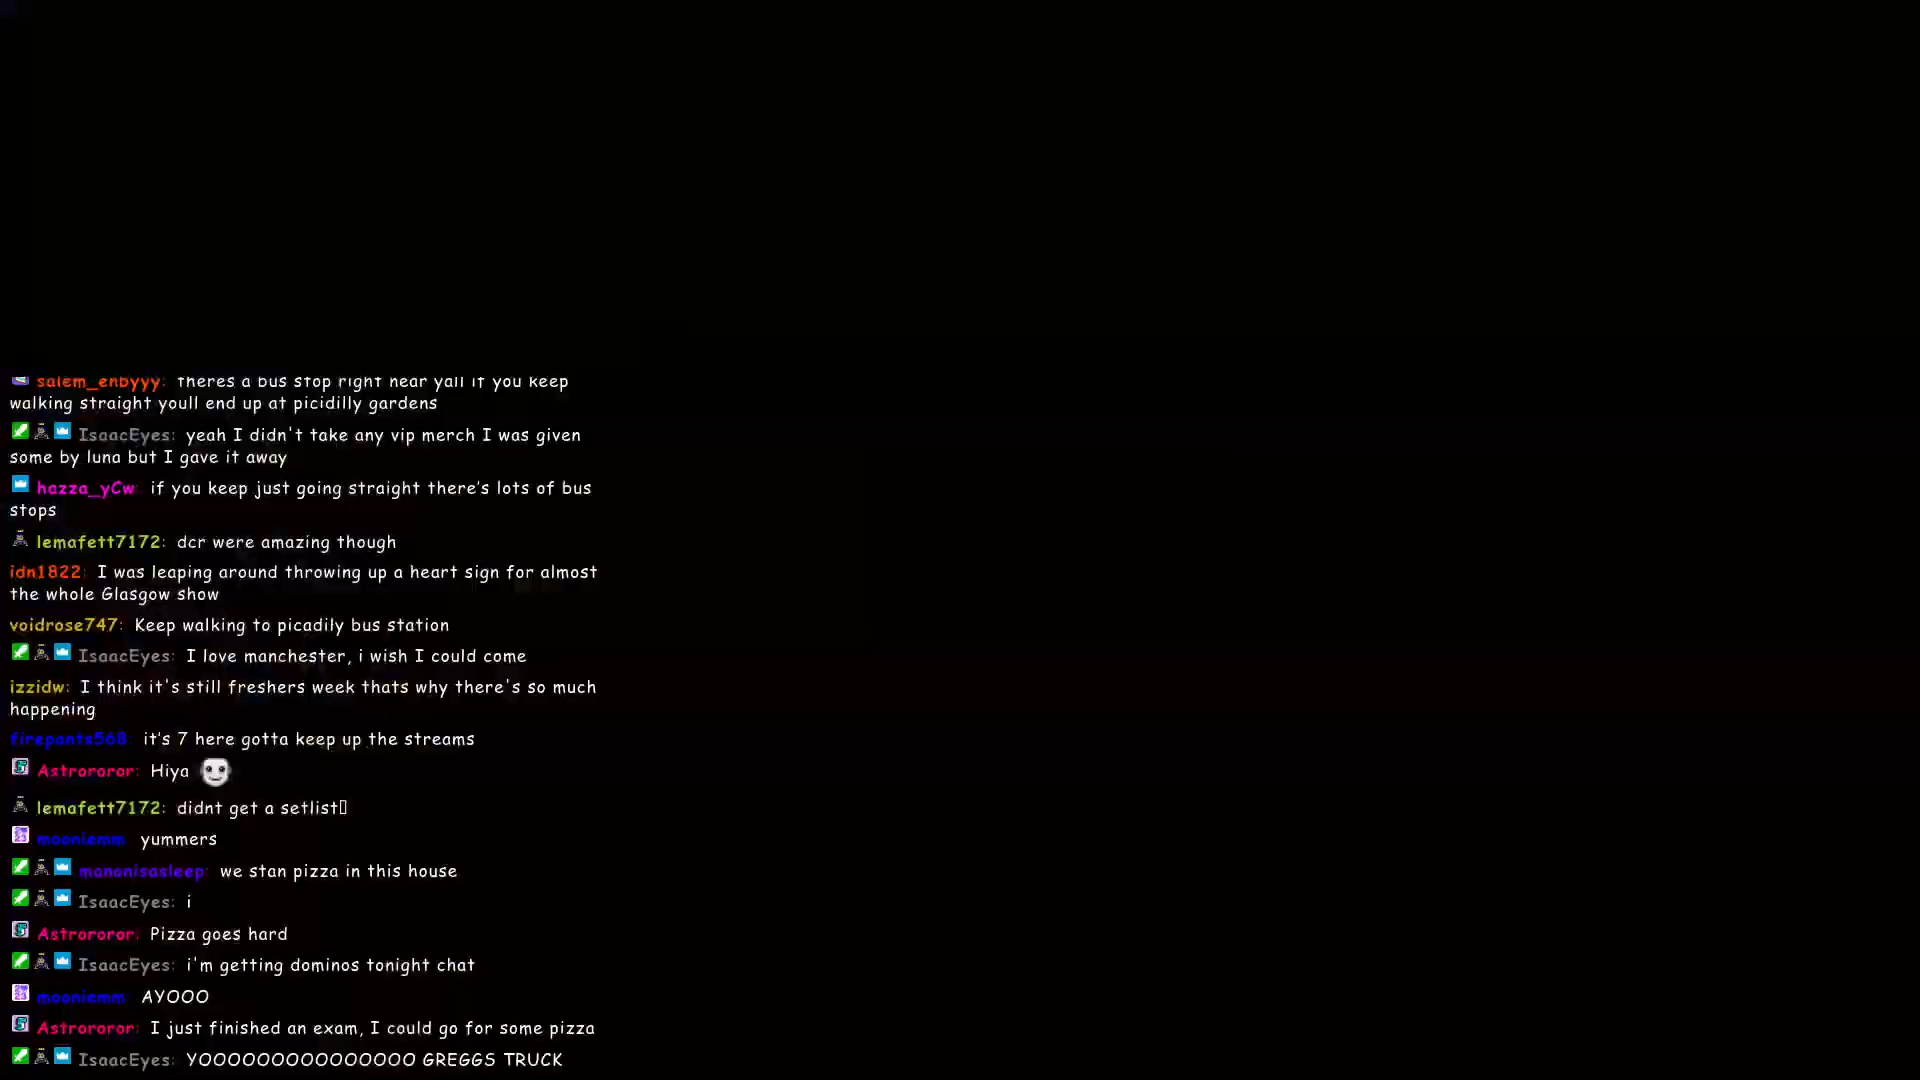 salem_enbyyy: theres a bus stop right near yall if you keep
walking straight youll end up at picidilly gardens
IsaacEyes: yeah I didn't take any vip merch I was given
some by luna but I gave it away
hazza_yCw: if you keep just going straight there's lots of bus
stops
lemafett7172: dcr were amazing though
idn1822: I was leaping around throwing up a heart sign for almost
the whole Glasgow show
voidrose747: Keep walking to picadily bus station
IsaacEyes: I love manchester, i wish I could come
izzidw: I think it's still freshers week thats why there's so much
happening
firepants568: it's 7 here gotta keep up the streams
Astrororor: Hiya
lemafett7172: didnt get a setlist
mooniemm: yummers
manonisasleep: we stan pizza in this house
IsaacEyes: i
Astrororor: Pizza goes hard
IsaacEyes: i'm getting dominos tonight chat
mooniemm: AYOOO
Astrororor: I just finished an exam, I could go for some pizza
IsaacEyes: YOOOOOOOOOOOOOOO GREGGS TRUCK